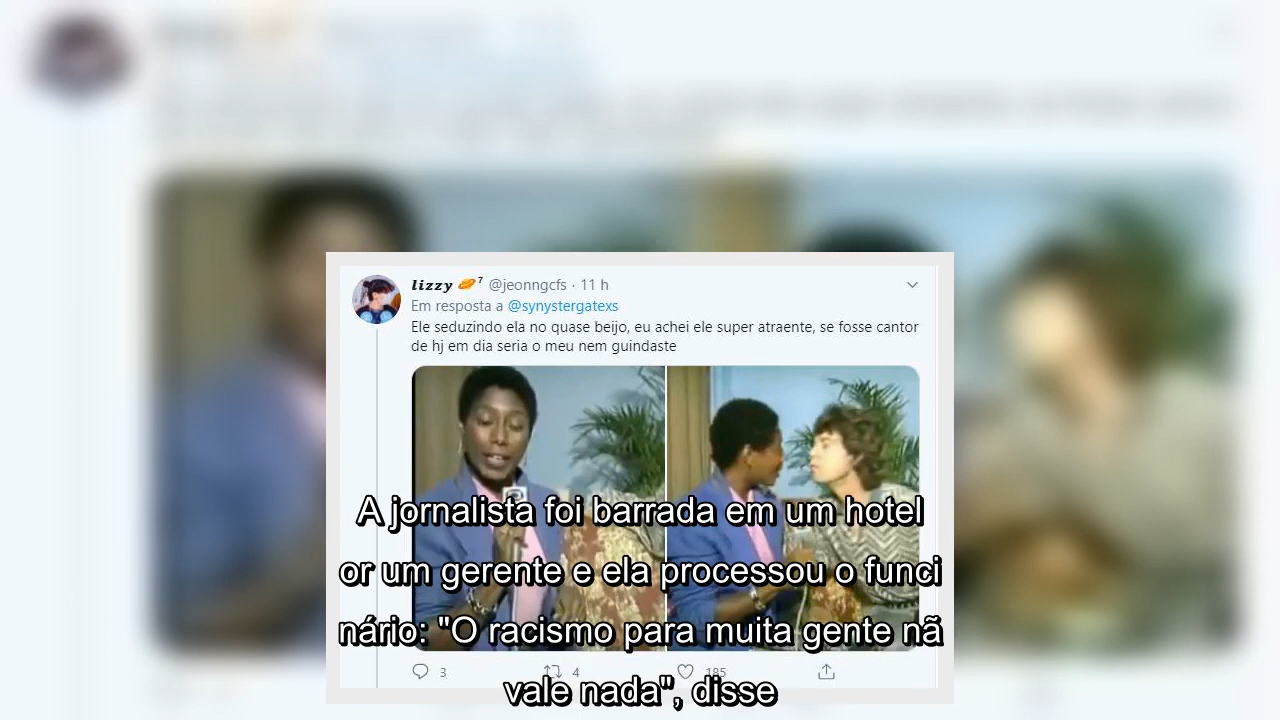 lizzy 7 @jeonngcfs · 11 h
Em resposta a @synystergatexs
Ele seduzindo ela no quase beijo, eu achei ele super atraente, se fosse cantor
de hj em dia seria o meu nem guindaste
A jornalista foi barrada em um hotel
or um gerente e ela processou o funci
nário: "O racismo para muita gente nã
3 4 185
vale nada", disse